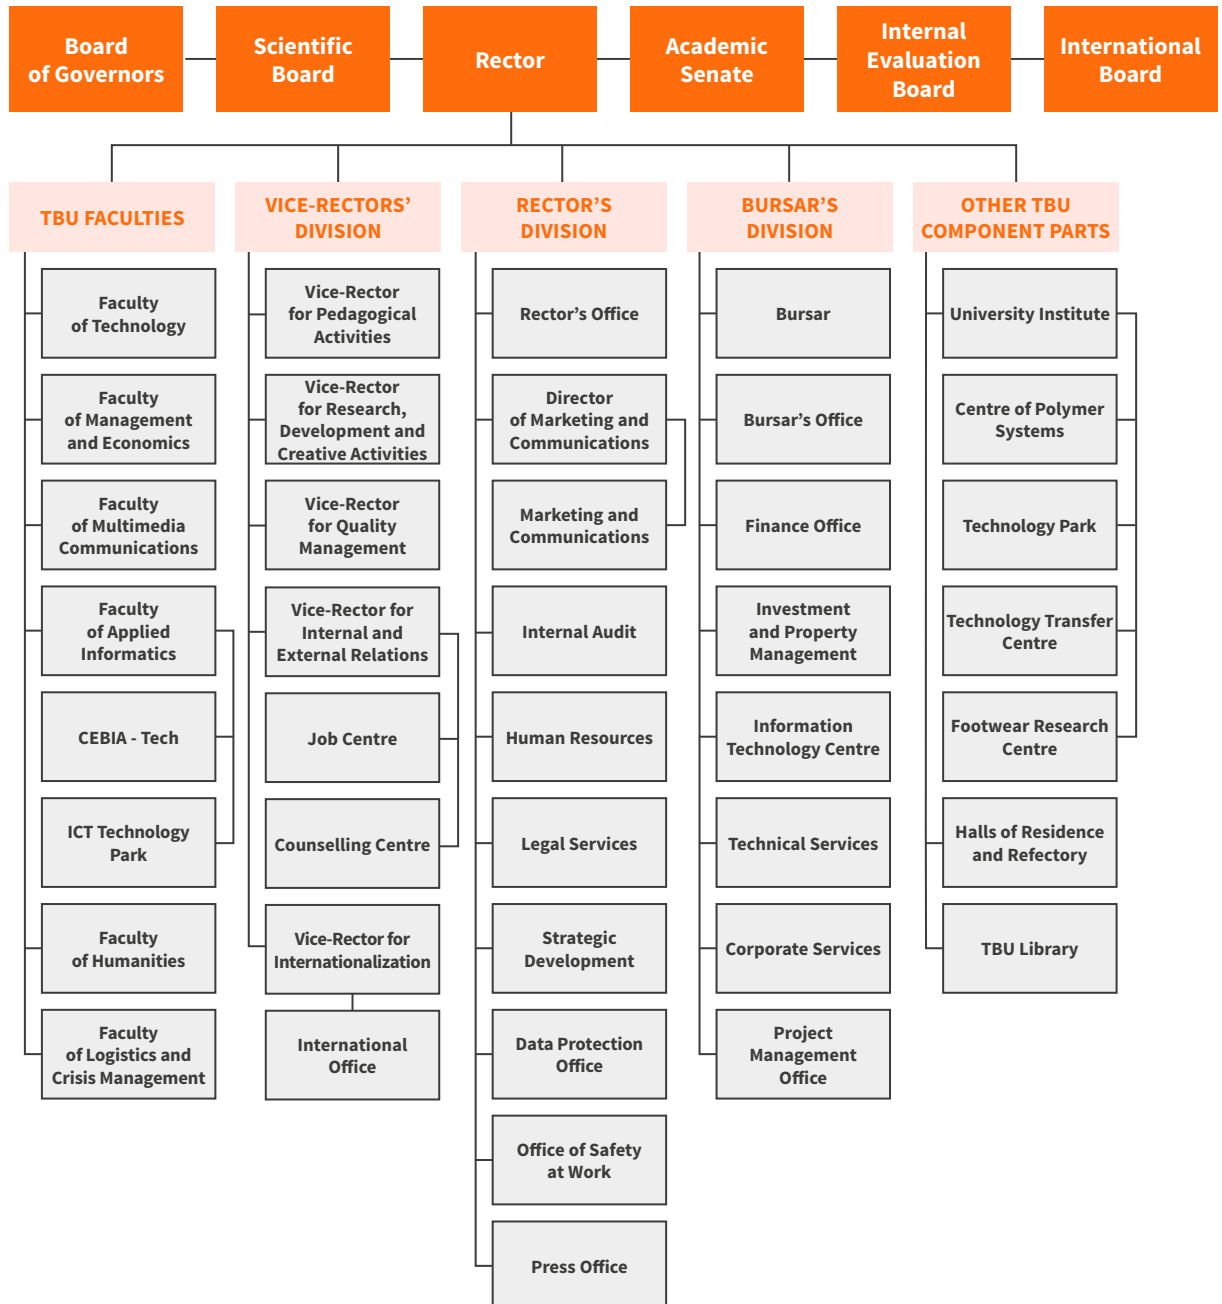 Board
of Governors
Scientific
Board
Rector
Academic
Senate
Internal
Evaluation
Board
International
Board
TBU FACULTIES
Faculty
of Technology
Faculty
of Management
and Economics
Faculty
of Multimedia
Communications
Faculty
of Applied
Informatics
CEBIA - Tech
ICT Technology
Park
Faculty
of Humanities
Faculty
of Logistics and
Crisis Management
VICE-RECTORS’
DIVISION
Vice-Rector
for Pedagogical
Activities
Vice-Rector
for Research,
Development and
Creative Activities
Vice-Rector
for Quality
Management
Vice-Rector for
Internal and
External Relations
Job Centre
Counselling Centre
Vice-Rector for
Internationalization
International
Office
RECTOR’S
DIVISION
Rector’s Office
Director
of Marketing and
Communications
Marketing and
Communications
Internal Audit
Human Resources
Legal Services
Strategic
Development
Data Protection
Office
Office of Safety
at Work
Press Office
BURSAR’S
DIVISION
Bursar
Bursar’s Office
Finance Office
Investment
and Property
Management
Information
Technology Centre
Technical Services
Corporate Services
Project
Management
Office
OTHER TBU
COMPONENT PARTS
University Institute
Centre of Polymer
Systems
Technology Park
Technology Transfer
Centre
Footwear Research
Centre
Halls of Residence
and Refectory
TBU Library